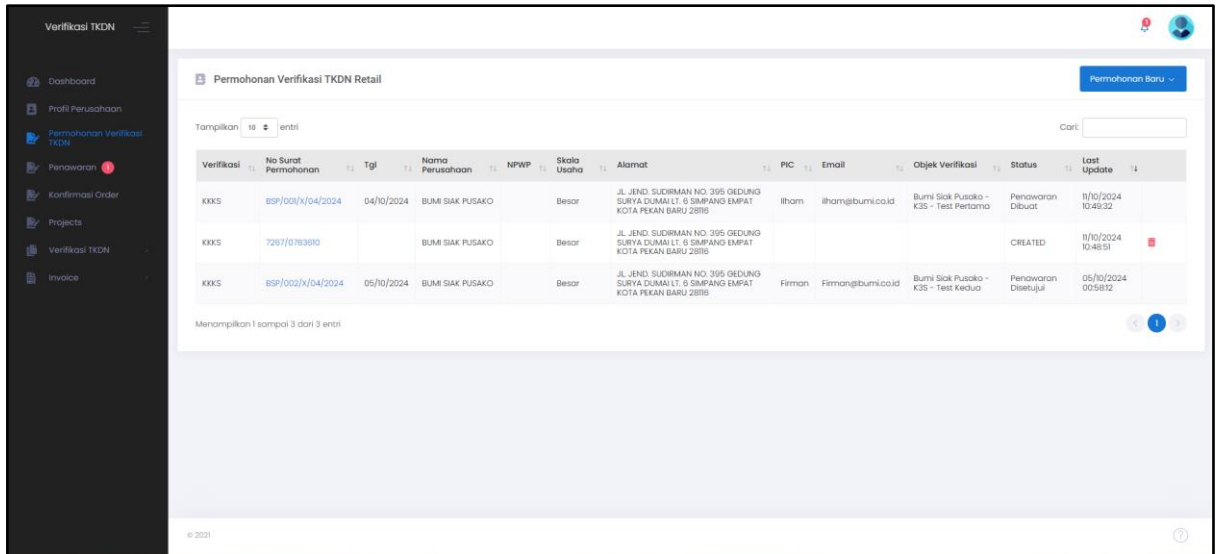 Verifikasi TKDN
1
Dashboard
Profil Perusahaan
Permohonan Verifikasi
TKDN
Penawaran 1
Konfirmasi Order
Projects
Verifikasi TKDN
Invoice
Permohonan Verifikasi TKDN Retail
Permohonan Baru
Tampilkan 10 entri
Cari:
Verifikasi No Surat Permohonan Tgl Nama Perusahaan NPWP Skala Usaha Alamat PIC Email Objek Verifikasi Status Last Update
KKKS BSP/001/X/04/2024 04/10/2024 BUMI SIAK PUSAKO Besar JL. JEND. SUDIRMAN NO. 395 GEDUNG SURYA DUMAI LT. 6 SIMPANG EMPAT KOTA PEKAN BARU 28116 Ilham ilham@bumi.co.id Bumi Siak Pusako - K3S - Test Pertama Penawaran Dibuat 11/10/2024 10:49:32
KKKS 7267/0783610 BUMI SIAK PUSAKO Besar JL. JEND. SUDIRMAN NO. 395 GEDUNG SURYA DUMAI LT. 6 SIMPANG EMPAT KOTA PEKAN BARU 28116 CREATED 11/10/2024 10:48:51
KKKS BSP/002/X/04/2024 05/10/2024 BUMI SIAK PUSAKO Besar JL. JEND. SUDIRMAN NO. 395 GEDUNG SURYA DUMAI LT. 6 SIMPANG EMPAT KOTA PEKAN BARU 28116 Firman Firman@bumi.co.id Bumi Siak Pusako - K3S - Test Kedua Penawaran Disetujui 05/10/2024 00:58:12
Menampilkan 1 sampai 3 dari 3 entri
1
© 2021